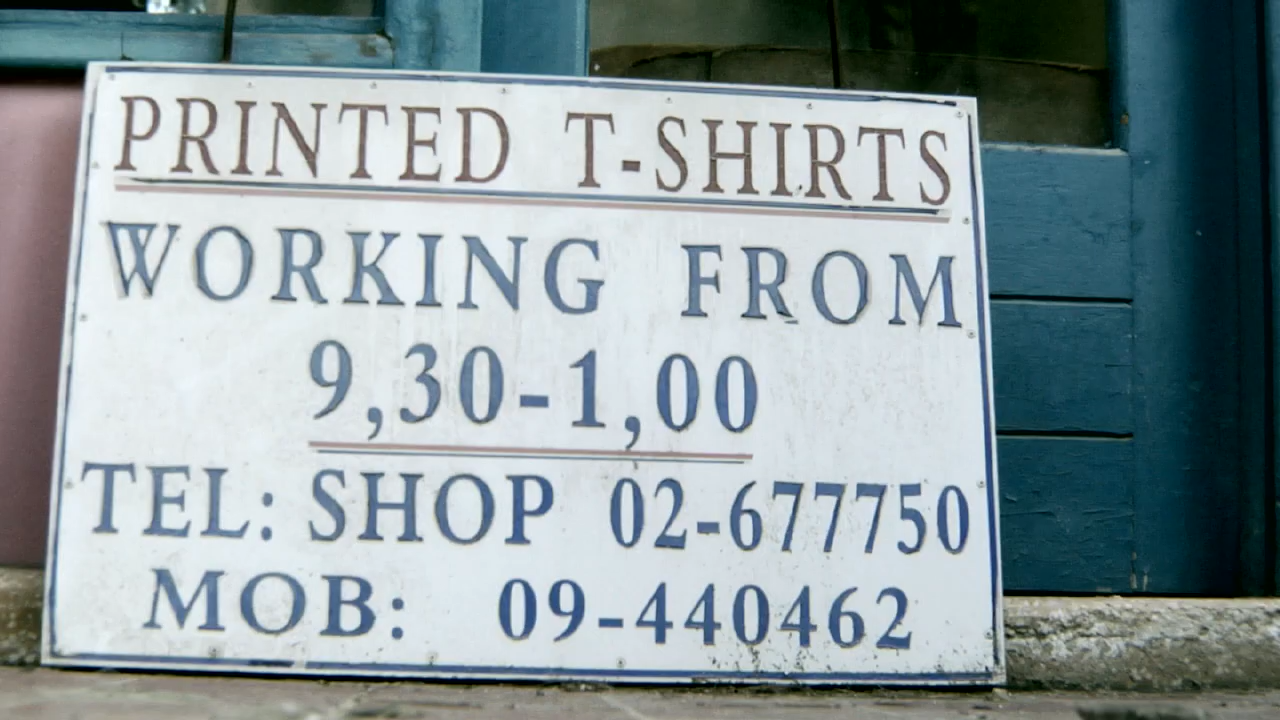 PRINTED T-SHIRTS
WORKING FROM
9,30-1,00
TEL: SHOP 02-677750
MOB: 09-440462